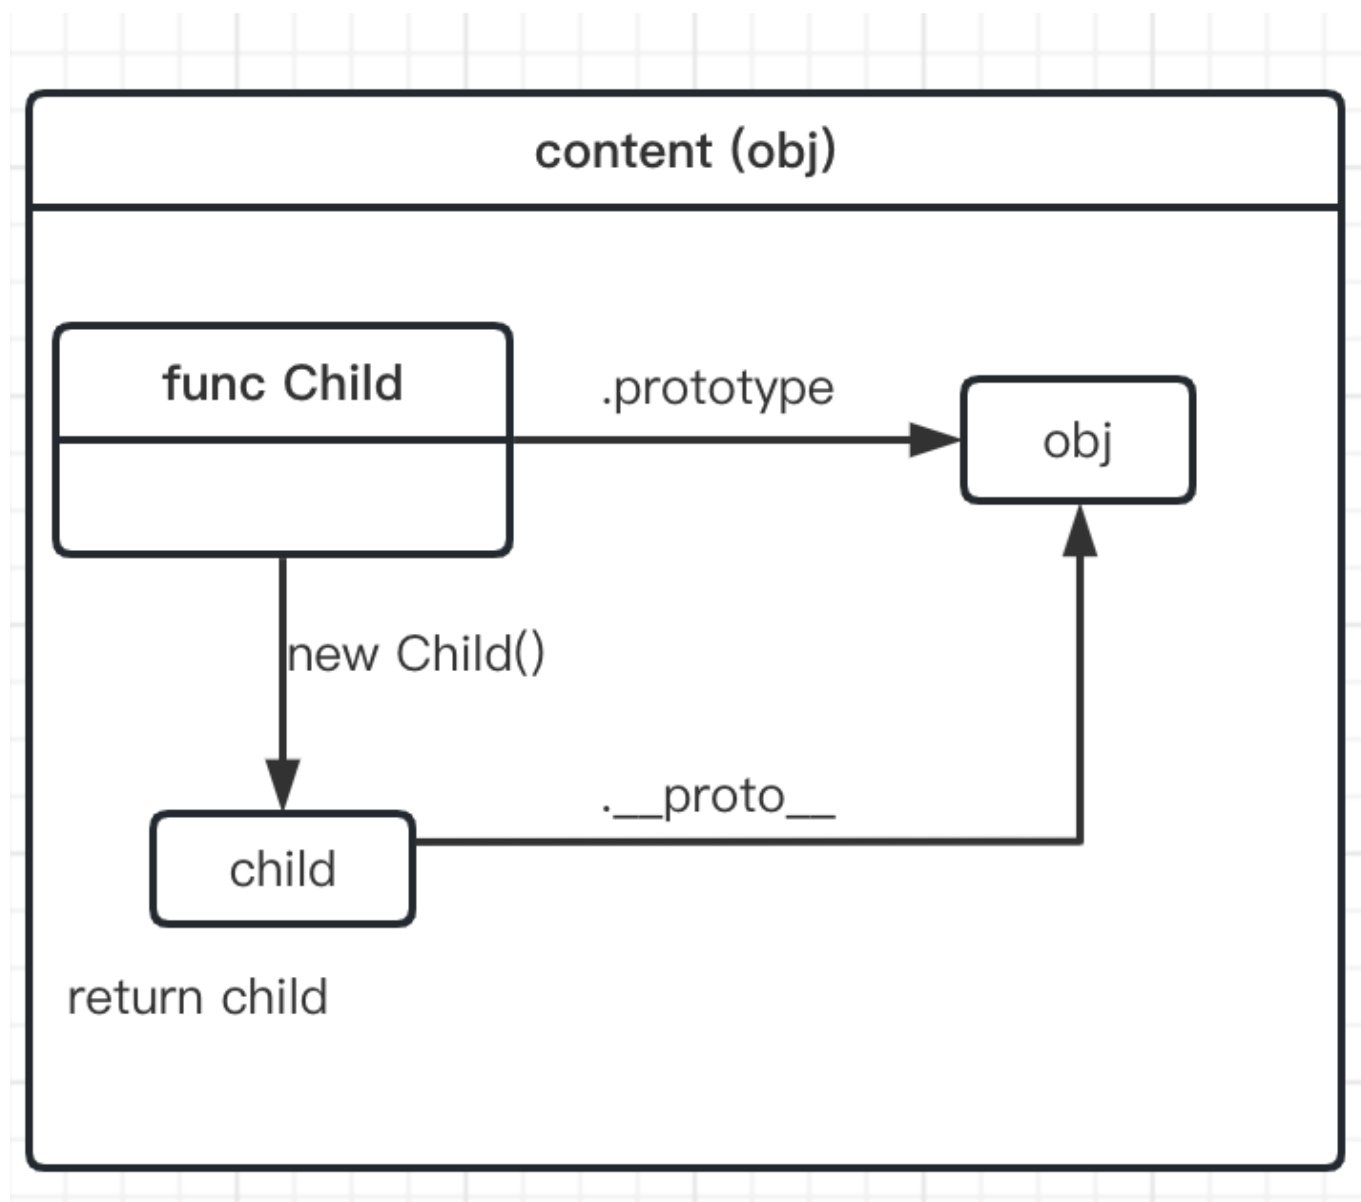 content (obj)
func Child
.prototype
obj
new Child()
.__proto__
child
return child